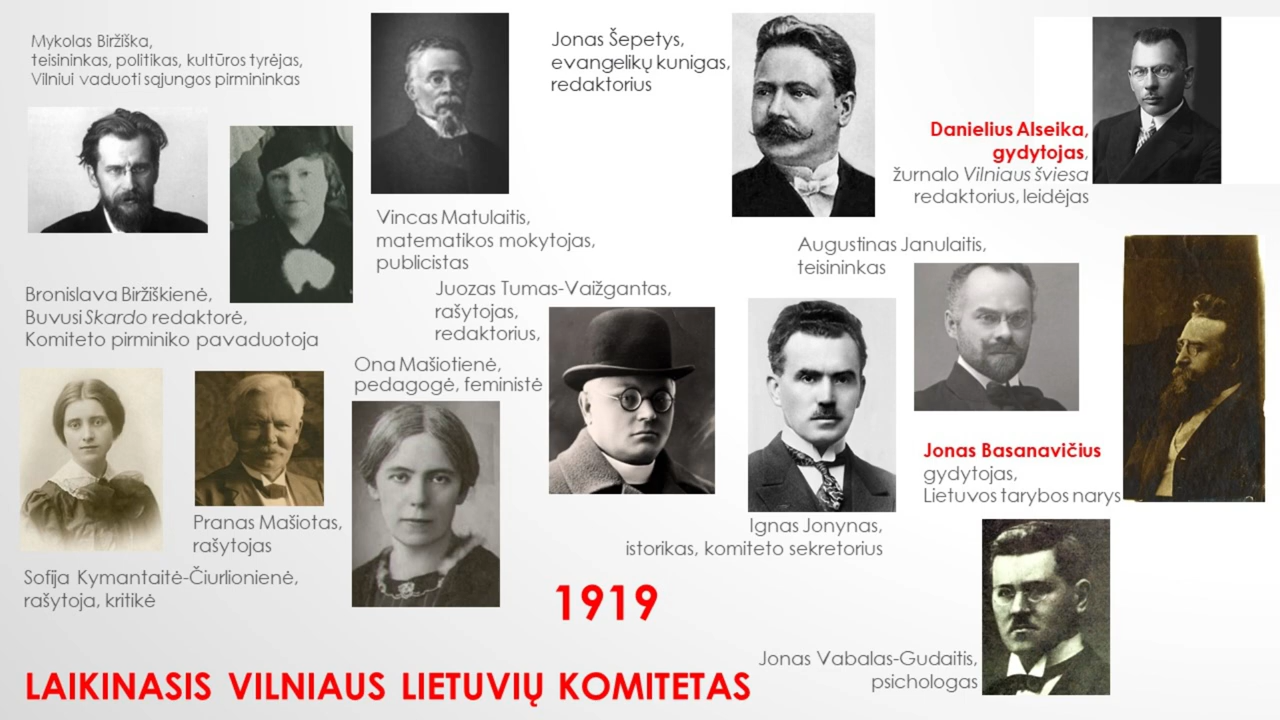 Mykolas Biržiška,
teisininkas, politikas, kultūros tyrėjas,
Vilniui vaduoti sąjungos pirmininkas
Jonas Šepetys,
evangelikų kunigas,
redaktorius
Danielius Alseika,
gydytojas,
žurnalo Vilniaus šviesa
redaktorius, leidėjas
Vincas Matulaitis,
matematikos mokytojas,
publicistas
Augustinas Janulaitis,
teisininkas
Bronislava Biržiškienė,
Buvusi Skardo redaktorė,
Komiteto pirminiko pavaduotoja
Juozas Tumas-Vaižgantas,
rašytojas,
redaktorius,
Ona Mašiotienė,
pedagogė, feministė
Jonas Basanavičius
gydytojas,
Lietuvos tarybos narys
Pranas Mašiotas,
rašytojas
Ignas Jonynas,
istorikas, komiteto sekretorius
Sofija Kymantaitė-Čiurlionienė,
rašytoja, kritikė
1919
Jonas Vabalas-Gudaitis,
psichologas
LAIKINASIS VILNIAUS LIETUVIŲ KOMITETAS